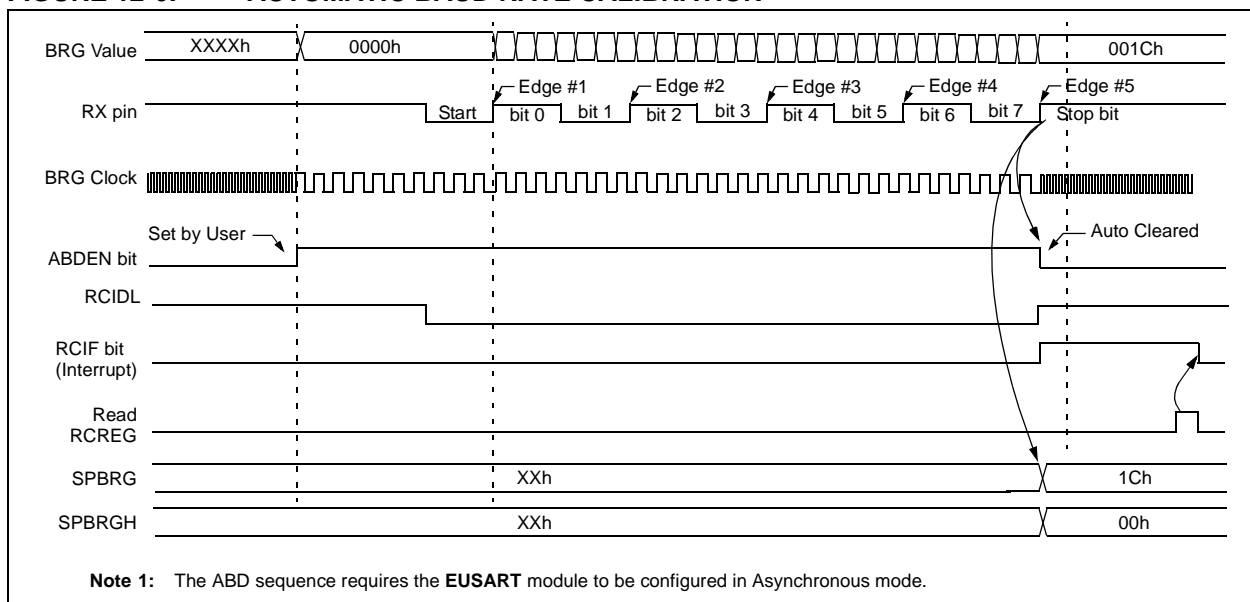 BRG Value XXXXh 0000h 001Ch
Edge #1 Edge #2 Edge #3 Edge #4 Edge #5
RX pin Start bit 0 bit 1 bit 2 bit 3 bit 4 bit 5 bit 6 bit 7 Stop bit
BRG Clock
Set by User Auto Cleared
ABDEN bit
RCIDL
RCIF bit
(Interrupt)
Read
RCREG
SPBRG XXh 1Ch
SPBRGH XXh 00h
Note 1: The ABD sequence requires the EUSART module to be configured in Asynchronous mode.